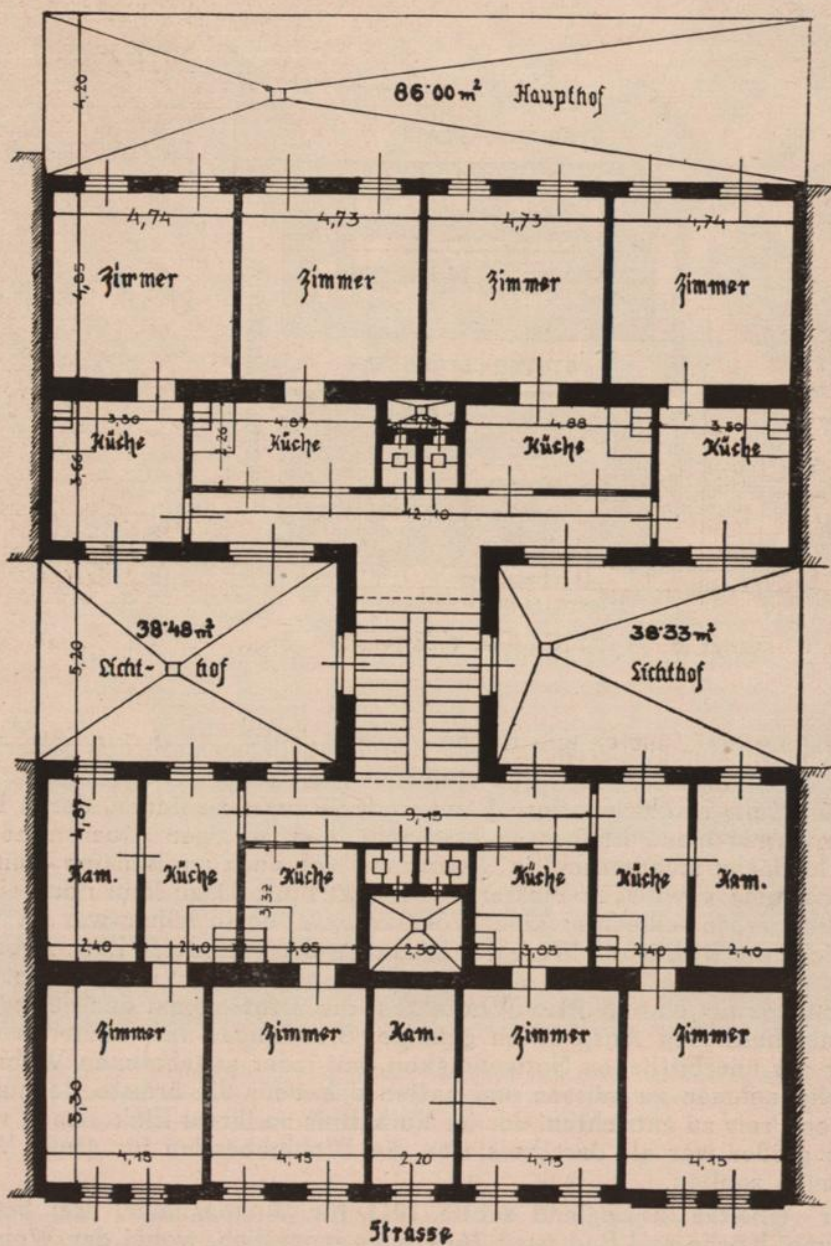 4,20
86·00 m² Haupthof
4,74 4,73 4,73 4,74
4,85
Zimmer Zimmer Zimmer Zimmer
3,50 4,87 4,88 3,50
Küche Küche Küche Küche
2,26
3,66
12,10
38·48 m² 38·33 m²
5,20
Licht-hof Lichthof
4,87
9,15
Kam. Küche Küche Küche Küche Kam.
3,32
2,40 2,40 3,05 2,50 3,05 2,40 2,40
Zimmer Zimmer Kam. Zimmer Zimmer
3,30
4,15 4,15 2,20 4,15 4,15
Strasse